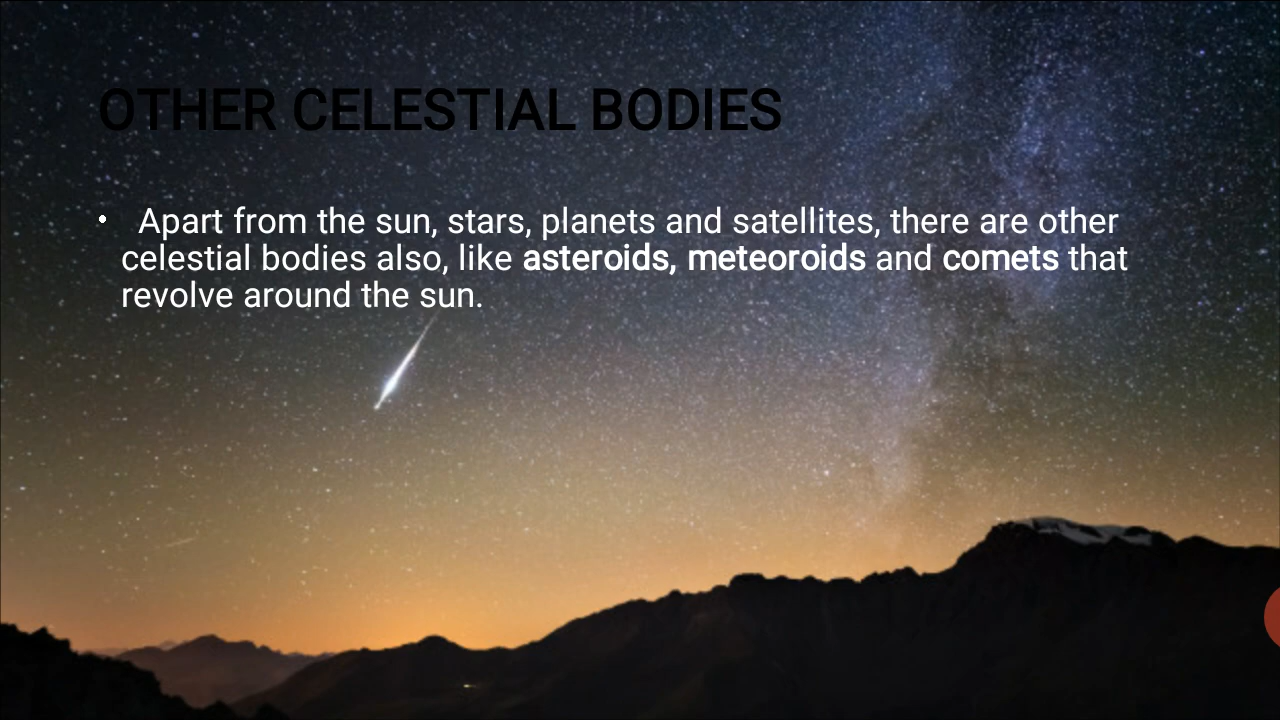 OTHER CELESTIAL BODIES
• Apart from the sun, stars, planets and satellites, there are other
celestial bodies also, like asteroids, meteoroids and comets that
revolve around the sun.